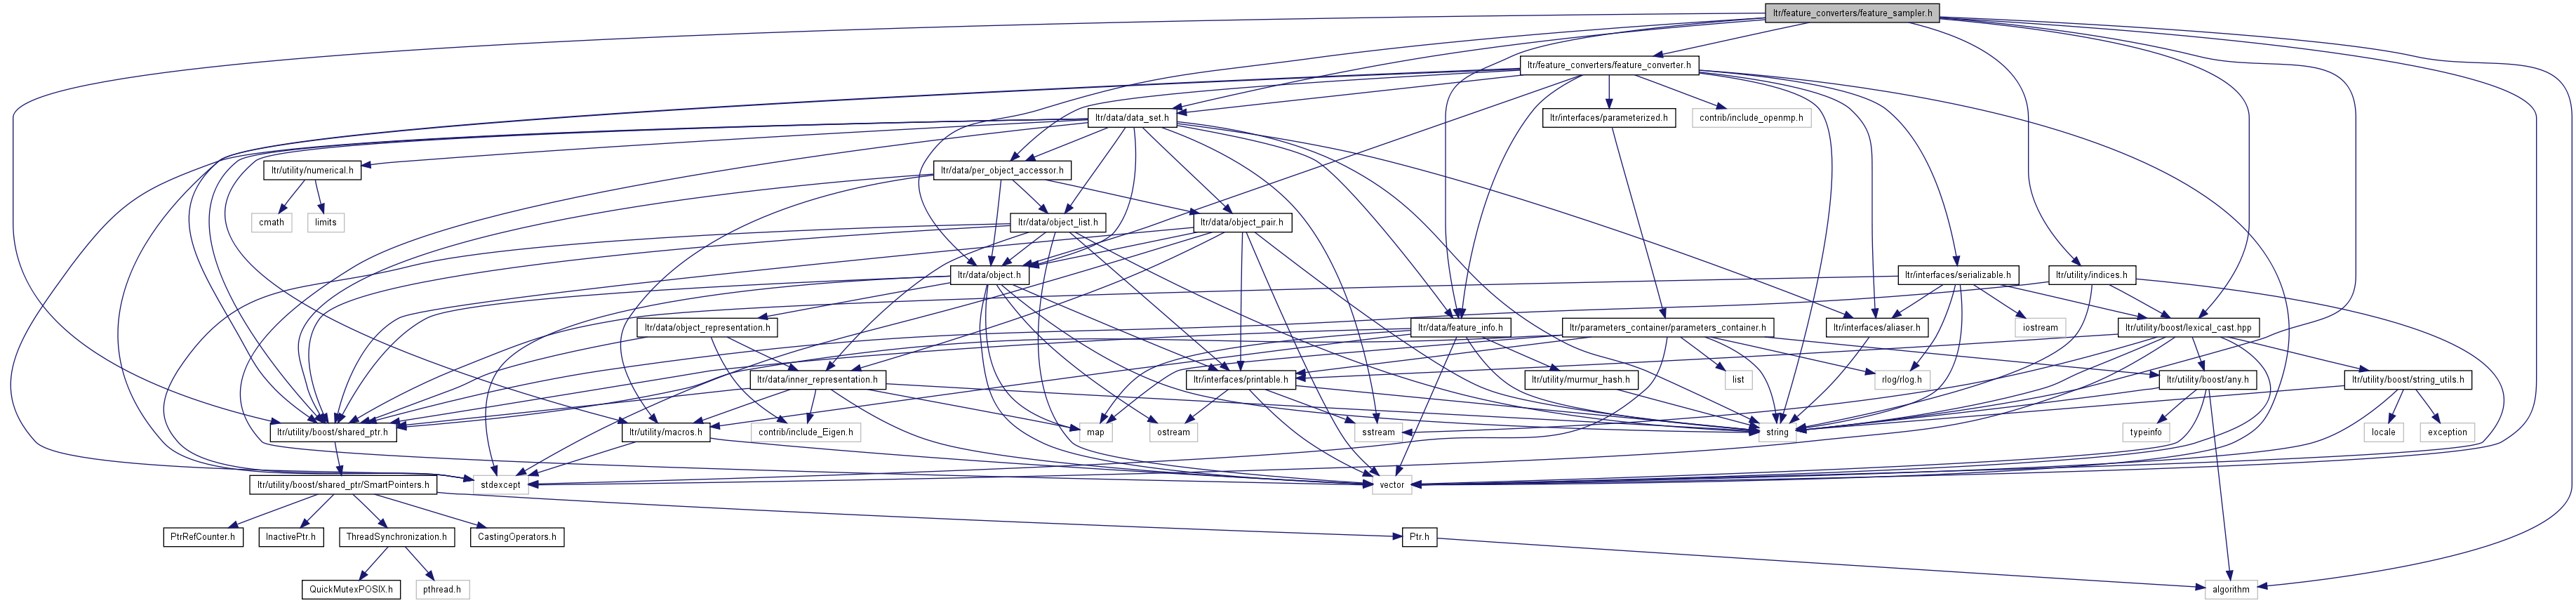 ltr/feature_converters/feature_sampler.h
ltr/feature_converters/feature_converter.h
ltr/data/data_set.h
ltr/interfaces/parameterized.h
contrib/include_openmp.h
ltr/utility/numerical.h
ltr/data/per_object_accessor.h
cmath
limits
ltr/data/object_list.h
ltr/data/object_pair.h
ltr/data/object.h
ltr/interfaces/serializable.h
ltr/utility/indices.h
ltr/data/object_representation.h
ltr/data/feature_info.h
ltr/parameters_container/parameters_container.h
ltr/interfaces/aliaser.h
iostream
ltr/utility/boost/lexical_cast.hpp
ltr/data/inner_representation.h
ltr/interfaces/printable.h
ltr/utility/murmur_hash.h
list
rlog/rlog.h
ltr/utility/boost/any.h
ltr/utility/boost/string_utils.h
ltr/utility/boost/shared_ptr.h
ltr/utility/macros.h
contrib/include_Eigen.h
map
ostream
sstream
string
typeinfo
locale
exception
ltr/utility/boost/shared_ptr/SmartPointers.h
stdexcept
vector
PtrRefCounter.h
InactivePtr.h
ThreadSynchronization.h
CastingOperators.h
Ptr.h
QuickMutexPOSIX.h
pthread.h
algorithm